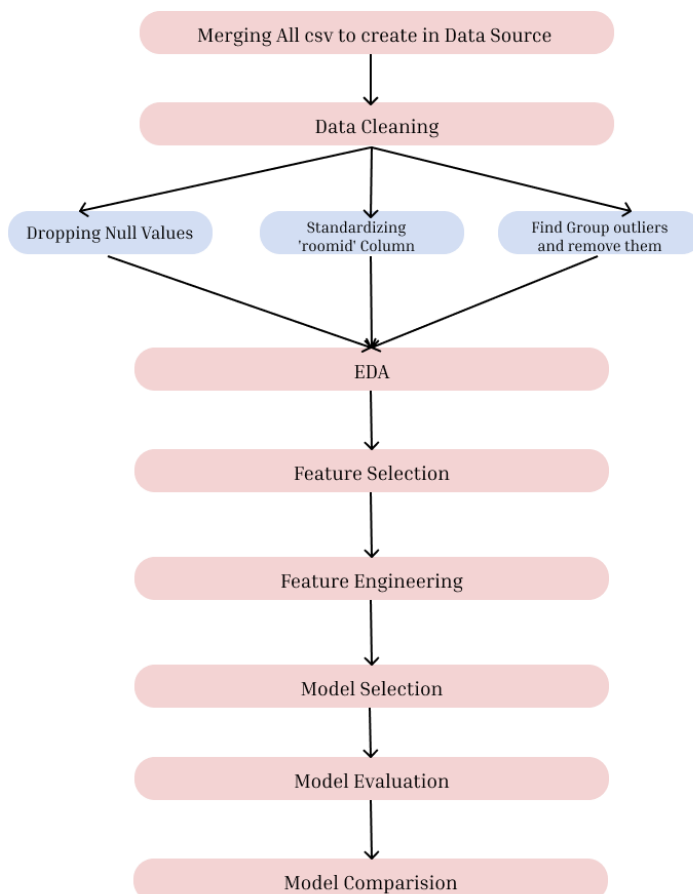 Merging All csv to create in Data Source
Data Cleaning
Dropping Null Values
Standardizing
'roomid' Column
Find Group outliers
and remove them
EDA
Feature Selection
Feature Engineering
Model Selection
Model Evaluation
Model Comparision